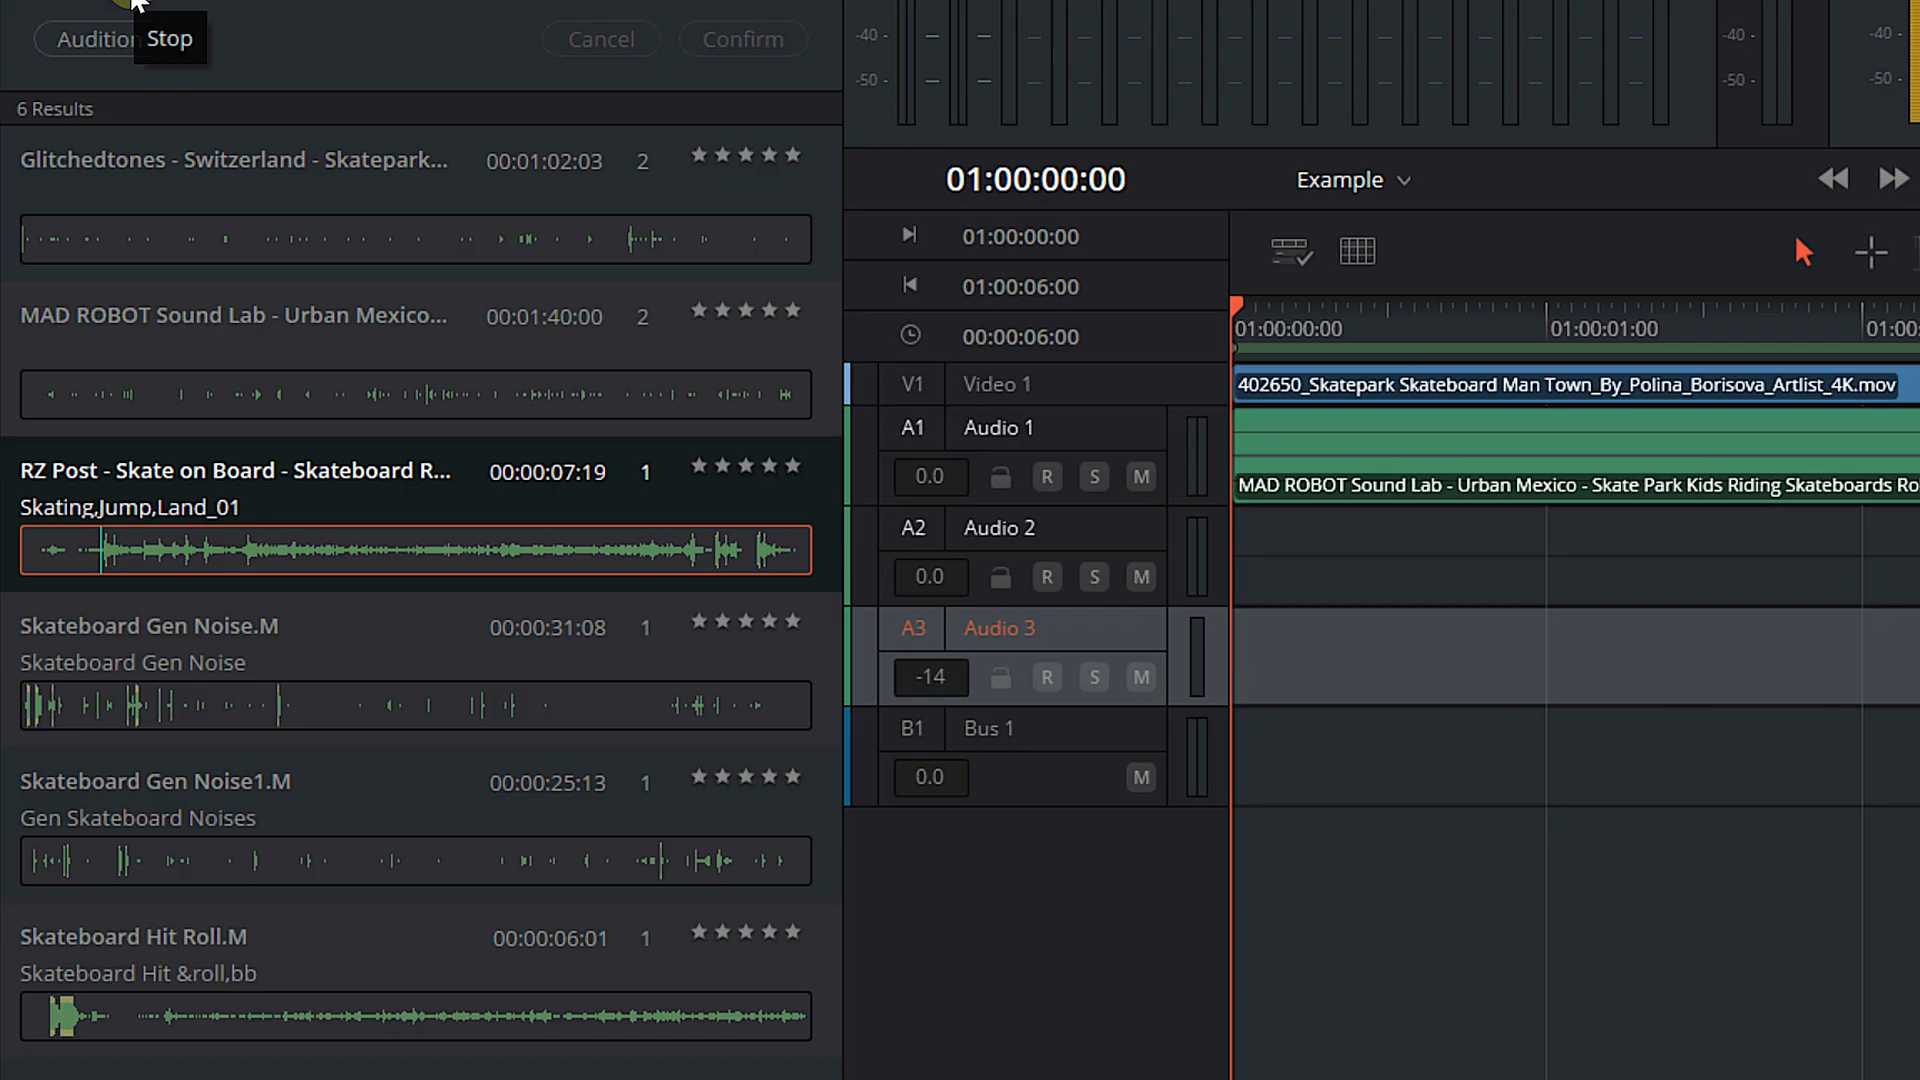 Audition
Stop
Cancel
Confirm
6 Results
Glitchedtones - Switzerland - Skatepark... 00:01:02:03 2
MAD ROBOT Sound Lab - Urban Mexico... 00:01:40:00 2
RZ Post - Skate on Board - Skateboard R... 00:00:07:19 1
Skating,Jump,Land_01
Skateboard Gen Noise.M 00:00:31:08 1
Skateboard Gen Noise
Skateboard Gen Noise1.M 00:00:25:13 1
Gen Skateboard Noises
Skateboard Hit Roll.M 00:00:06:01 1
Skateboard Hit &roll,bb
-40 -40 -40
-50 -50 -50
01:00:00:00 Example
01:00:00:00
01:00:06:00
00:00:06:00
01:00:00:00 01:00:01:00 01:00:
V1 Video 1
402650_Skatepark Skateboard Man Town_By_Polina_Borisova_Artlist_4K.mov
A1 Audio 1
0.0 R S M
MAD ROBOT Sound Lab - Urban Mexico - Skate Park Kids Riding Skateboards Ro
A2 Audio 2
0.0 R S M
A3 Audio 3
-14 R S M
B1 Bus 1
0.0 M